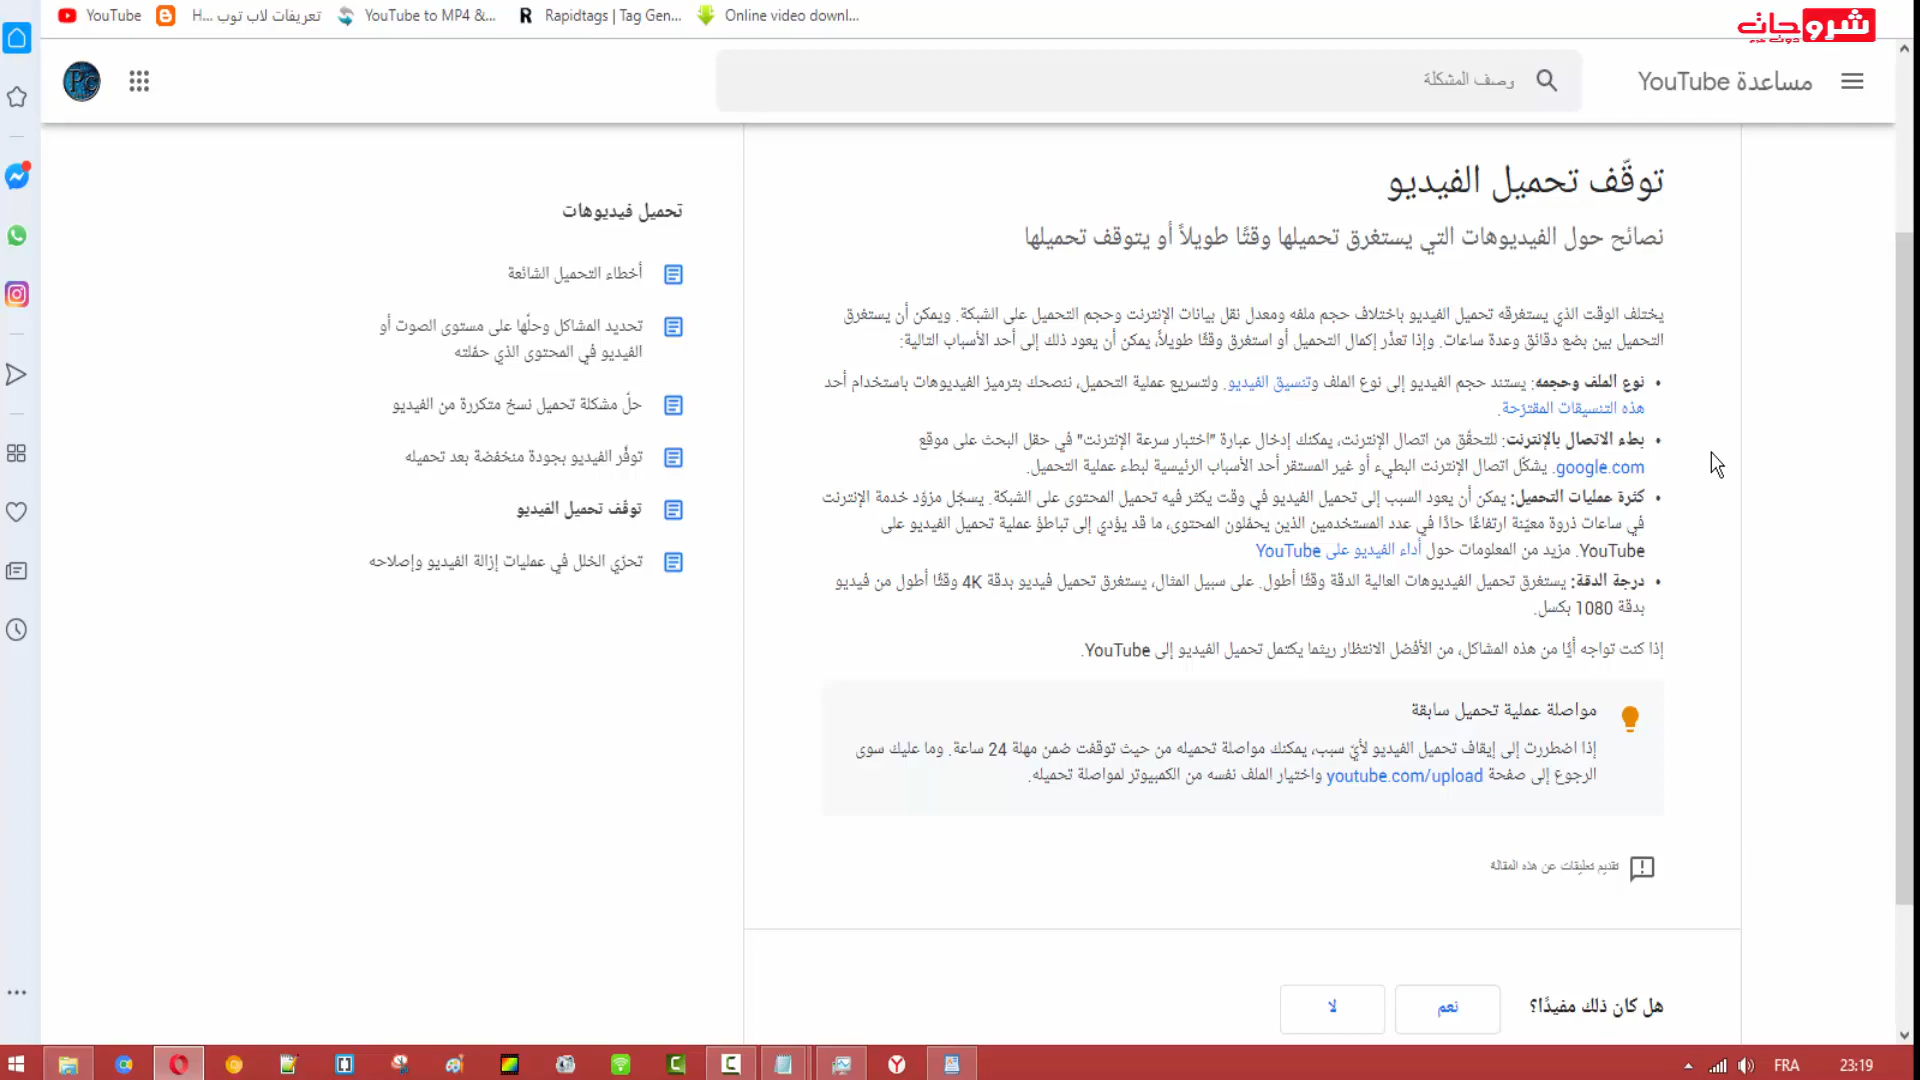 YouTube
H... تعريفات لاب توب
YouTube to MP4 &...
Rapidtags | Tag Gen...
Online video downl...
شروحات
دوت كوم
مساعدة YouTube
وصف المشكلة
توقّف تحميل الفيديو
نصائح حول الفيديوهات التي يستغرق تحميلها وقتًا طويلاً أو يتوقف تحميلها
يختلف الوقت الذي يستغرقه تحميل الفيديو باختلاف حجم ملفه ومعدل نقل بيانات الإنترنت وحجم التحميل على الشبكة. ويمكن أن يستغرق
التحميل بين بضع دقائق وعدة ساعات. وإذا تعذّر إكمال التحميل أو استغرق وقتًا طويلاً، يمكن أن يعود ذلك إلى أحد الأسباب التالية:
• نوع الملف وحجمه: يستند حجم الفيديو إلى نوع الملف وتنسيق الفيديو. ولتسريع عملية التحميل، ننصحك بترميز الفيديوهات باستخدام أحد
هذه التنسيقات المقترَحة.
• بطء الاتصال بالإنترنت: للتحقُّق من اتصال الإنترنت، يمكنك إدخال عبارة "اختبار سرعة الإنترنت" في حقل البحث على موقع
google.com. يشكّل اتصال الإنترنت البطيء أو غير المستقر أحد الأسباب الرئيسية لبطء عملية التحميل.
• كثرة عمليات التحميل: يمكن أن يعود السبب إلى تحميل الفيديو في وقت يكثر فيه تحميل المحتوى على الشبكة. يسجّل مزوّد خدمة الإنترنت
في ساعات ذروة معيّنة ارتفاعًا حادًا في عدد المستخدمين الذين يحمّلون المحتوى، ما قد يؤدي إلى تباطؤ عملية تحميل الفيديو على
YouTube. مزيد من المعلومات حول أداء الفيديو على YouTube
• درجة الدقة: يستغرق تحميل الفيديوهات العالية الدقة وقتًا أطول. على سبيل المثال، يستغرق تحميل فيديو بدقة 4K وقتًا أطول من فيديو
بدقة 1080 بكسل.
إذا كنت تواجه أيًا من هذه المشاكل، من الأفضل الانتظار ريثما يكتمل تحميل الفيديو إلى YouTube.
مواصلة عملية تحميل سابقة
إذا اضطررت إلى إيقاف تحميل الفيديو لأيّ سبب، يمكنك مواصلة تحميله من حيث توقفت ضمن مهلة 24 ساعة. وما عليك سوى
الرجوع إلى صفحة youtube.com/upload واختيار الملف نفسه من الكمبيوتر لمواصلة تحميله.
تقديم تعليقات عن هذه المقالة
هل كان ذلك مفيدًا؟
نعم
لا
تحميل فيديوهات
أخطاء التحميل الشائعة
تحديد المشاكل وحلّها على مستوى الصوت أو
الفيديو في المحتوى الذي حمّلته
حلّ مشكلة تحميل نسخ متكررة من الفيديو
توفُّر الفيديو بجودة منخفضة بعد تحميله
توقّف تحميل الفيديو
تحرّي الخلل في عمليات إزالة الفيديو وإصلاحه
FRA
23:19